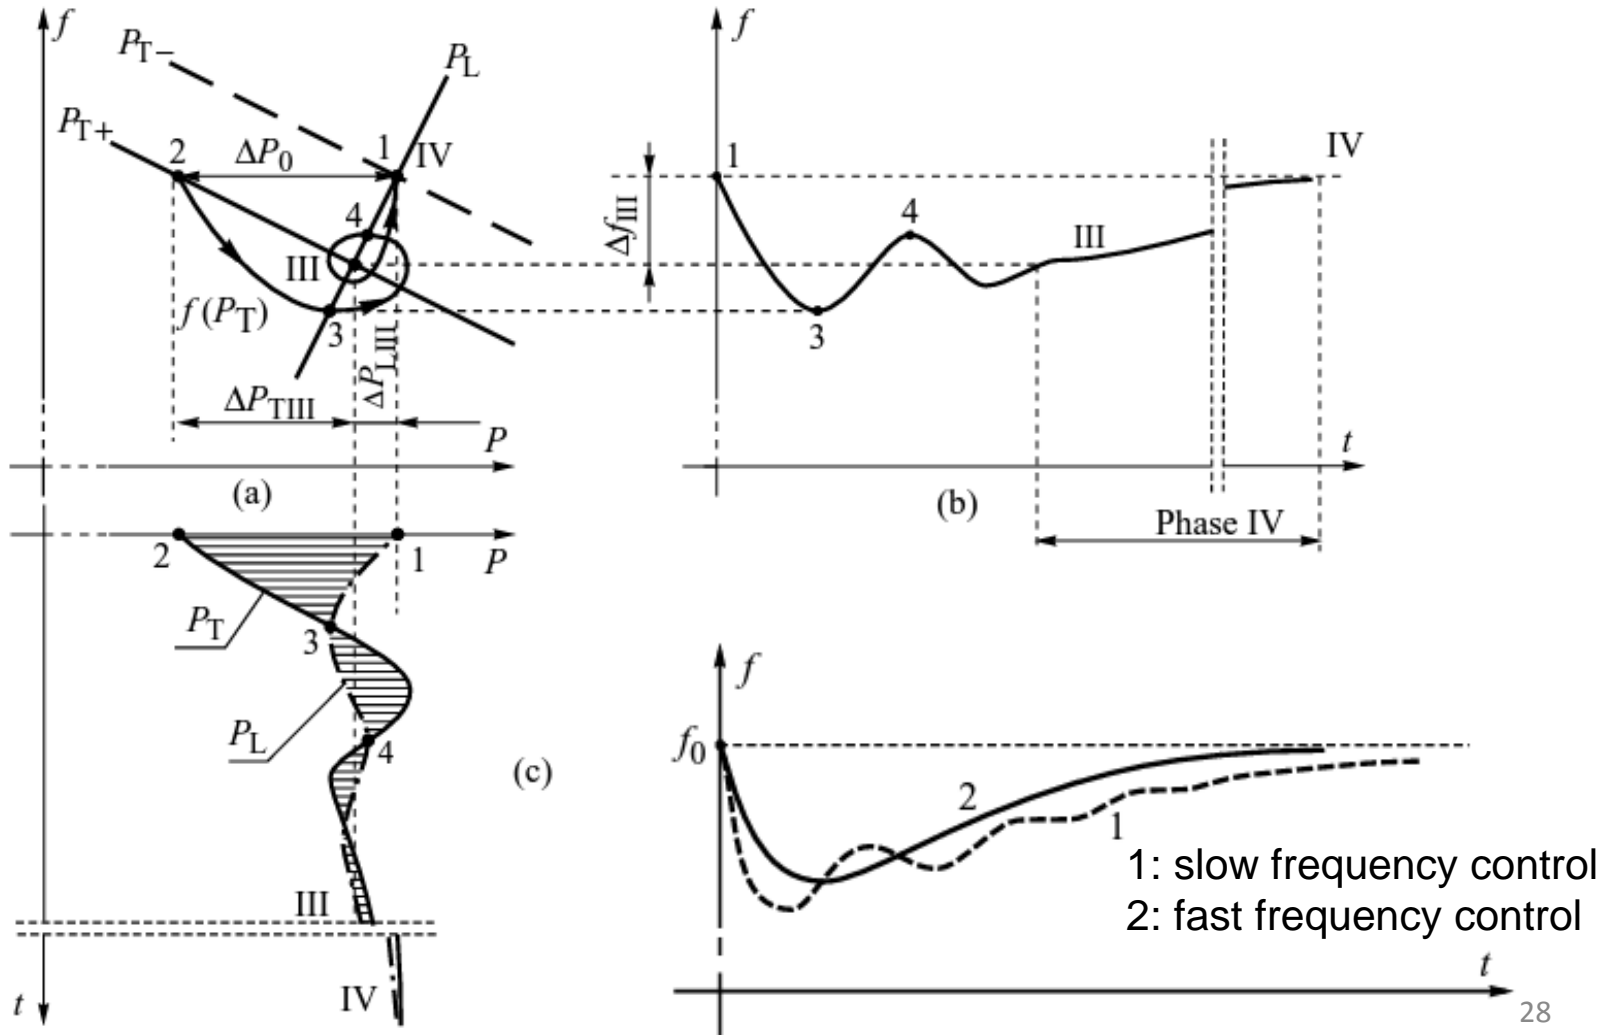 f
P_T−
P_L
P_T+
2
ΔP_0
1
IV
4
III
f(P_T)
3
ΔP_LIII
ΔP_TIII
P
(a)
f
1
IV
Δf_III
4
III
3
t
(b)
Phase IV
2
1
P
P_T
3
P_L
4
(c)
III
IV
t
f
f_0
2
1
1: slow frequency control
2: fast frequency control
t
28